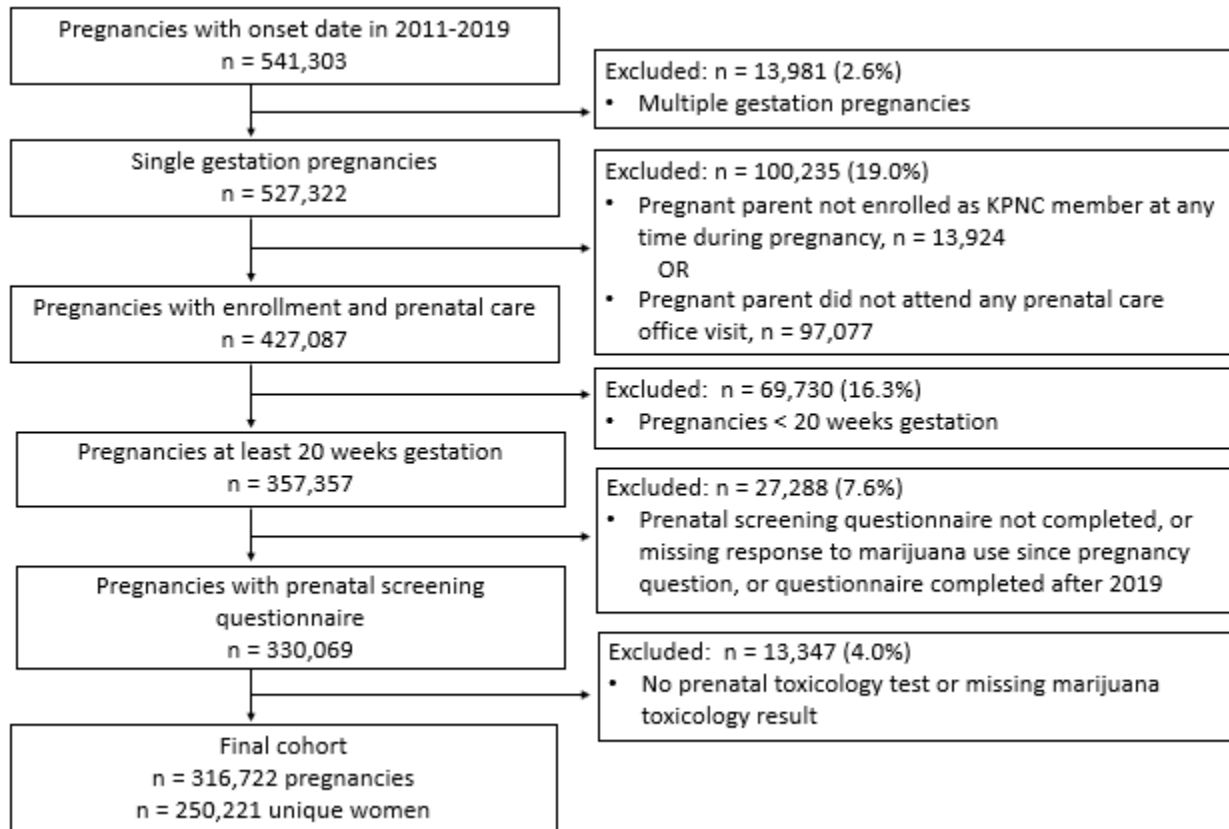 Pregnancies with onset date in 2011-2019
n = 541,303
Excluded: n = 13,981 (2.6%)
• Multiple gestation pregnancies
Single gestation pregnancies
n = 527,322
Excluded: n = 100,235 (19.0%)
• Pregnant parent not enrolled as KPNC member at any
time during pregnancy, n = 13,924
OR
• Pregnant parent did not attend any prenatal care
office visit, n = 97,077
Pregnancies with enrollment and prenatal care
n = 427,087
Excluded: n = 69,730 (16.3%)
• Pregnancies < 20 weeks gestation
Pregnancies at least 20 weeks gestation
n = 357,357
Excluded: n = 27,288 (7.6%)
• Prenatal screening questionnaire not completed, or
missing response to marijuana use since pregnancy
question, or questionnaire completed after 2019
Pregnancies with prenatal screening
questionnaire
n = 330,069
Excluded: n = 13,347 (4.0%)
• No prenatal toxicology test or missing marijuana
toxicology result
Final cohort
n = 316,722 pregnancies
n = 250,221 unique women